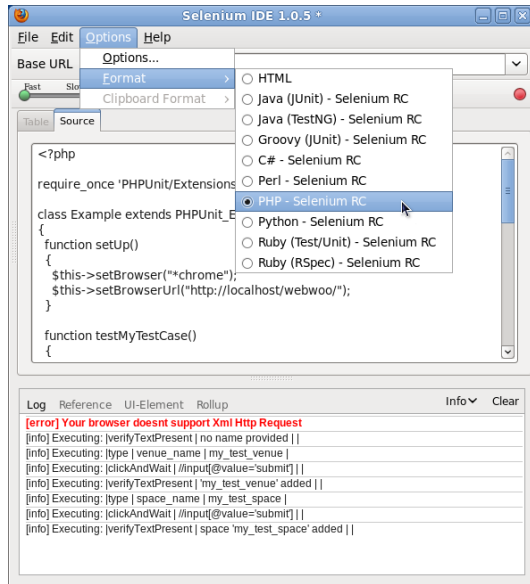 Selenium IDE 1.0.5 *
File Edit Options Help
Base URL
Options...
Format
Clipboard Format
Fast
HTML
Java (JUnit) - Selenium RC
Java (TestNG) - Selenium RC
Groovy (JUnit) - Selenium RC
C# - Selenium RC
Perl - Selenium RC
PHP - Selenium RC
Python - Selenium RC
Ruby (Test/Unit) - Selenium RC
Ruby (RSpec) - Selenium RC
Table Source
<?php
require_once 'PHPUnit/Extensions
class Example extends PHPUnit_E
{
function setUp()
{
$this->setBrowser("*chrome");
$this->setBrowserUrl("http://localhost/webwoo/");
}
function testMyTestCase()
{
Log Reference UI-Element Rollup Info Clear
[error] Your browser doesnt support Xml Http Request
[info] Executing: |verifyTextPresent | no name provided | |
[info] Executing: |type | venue_name | my_test_venue |
[info] Executing: |clickAndWait | //input[@value='submit'] | |
[info] Executing: |verifyTextPresent | 'my_test_venue' added | |
[info] Executing: |type | space_name | my_test_space |
[info] Executing: |clickAndWait | //input[@value='submit'] | |
[info] Executing: |verifyTextPresent | space 'my_test_space' added | |